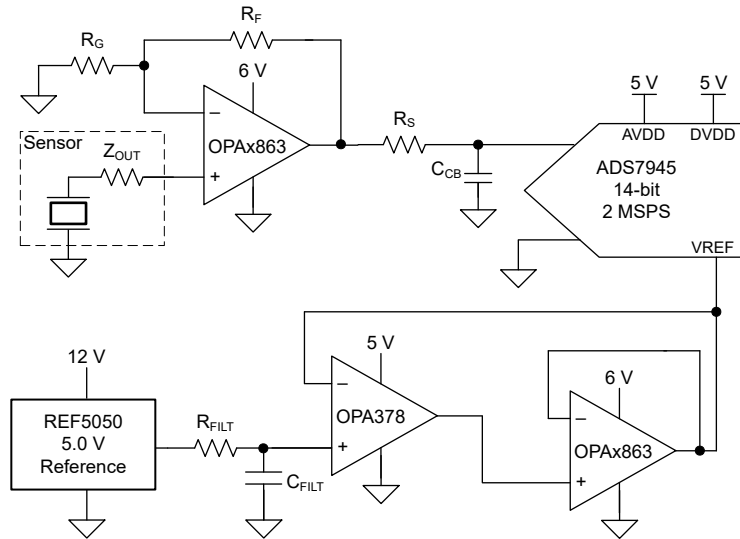 R_F
R_G
6 V
−
OPAx863
+
Sensor
Z_OUT
R_S
C_CB
5 V
5 V
AVDD
DVDD
ADS7945
14-bit
2 MSPS
VREF
12 V
REF5050
5.0 V
Reference
R_FILT
C_FILT
5 V
−
OPA378
+
6 V
−
OPAx863
+